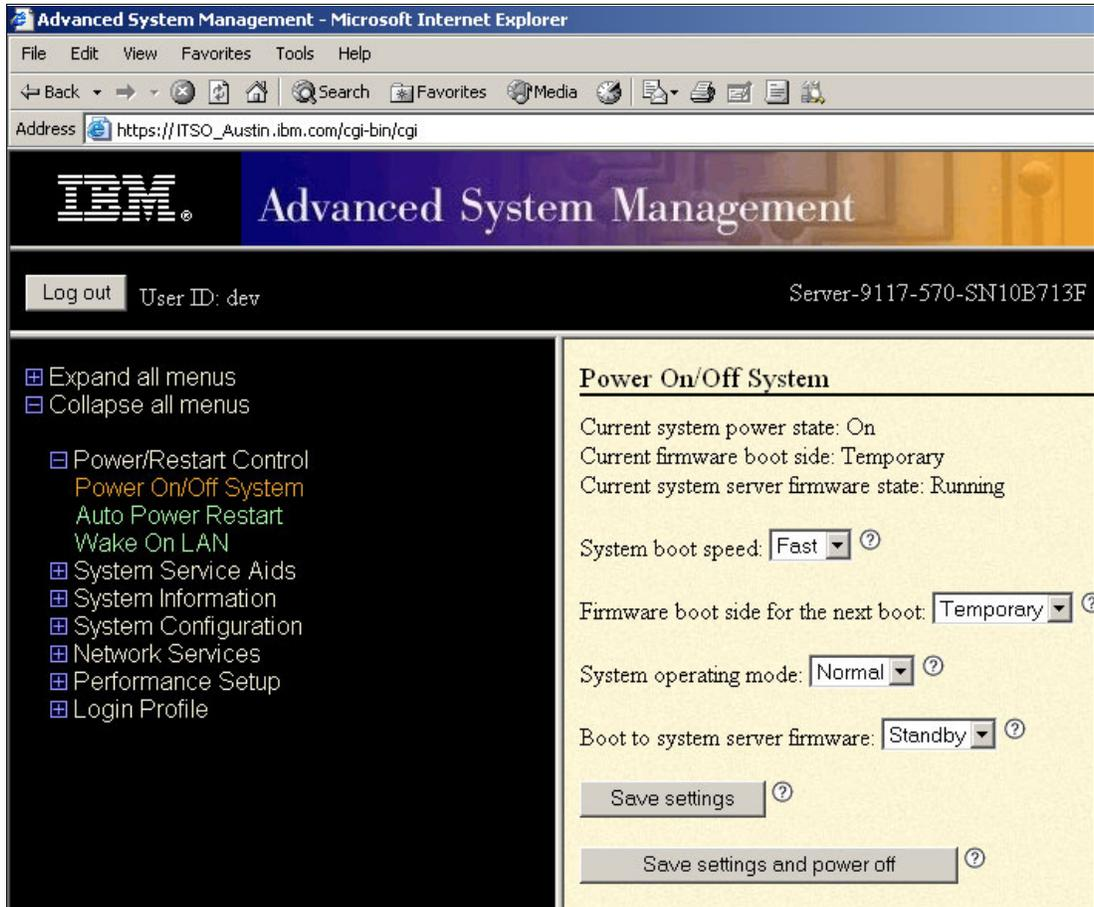 Advanced System Management - Microsoft Internet Explorer
File Edit View Favorites Tools Help
Back Search Favorites Media
Address https://ITSO_Austin.ibm.com/cgi-bin/cgi
IBM® Advanced System Management
Log out User ID: dev Server-9117-570-SN10B713F
Expand all menus
Collapse all menus
Power/Restart Control
Power On/Off System
Auto Power Restart
Wake On LAN
System Service Aids
System Information
System Configuration
Network Services
Performance Setup
Login Profile
Power On/Off System
Current system power state: On
Current firmware boot side: Temporary
Current system server firmware state: Running
System boot speed: Fast ?
Firmware boot side for the next boot: Temporary ?
System operating mode: Normal ?
Boot to system server firmware: Standby ?
Save settings ?
Save settings and power off ?